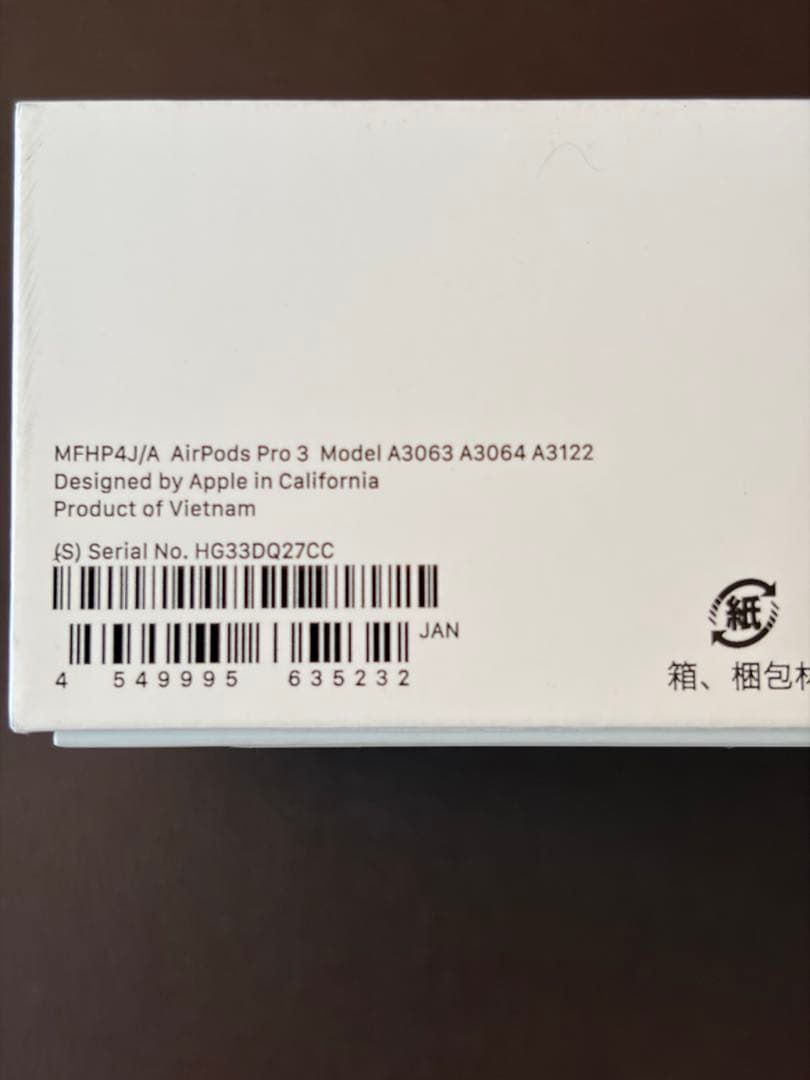 MFHP4J/A AirPods Pro 3 Model A3063 A3064 A3122
Designed by Apple in California
Product of Vietnam
(S) Serial No. HG33DQ27CC
JAN
4 549995 635232
紙
箱、梱包材